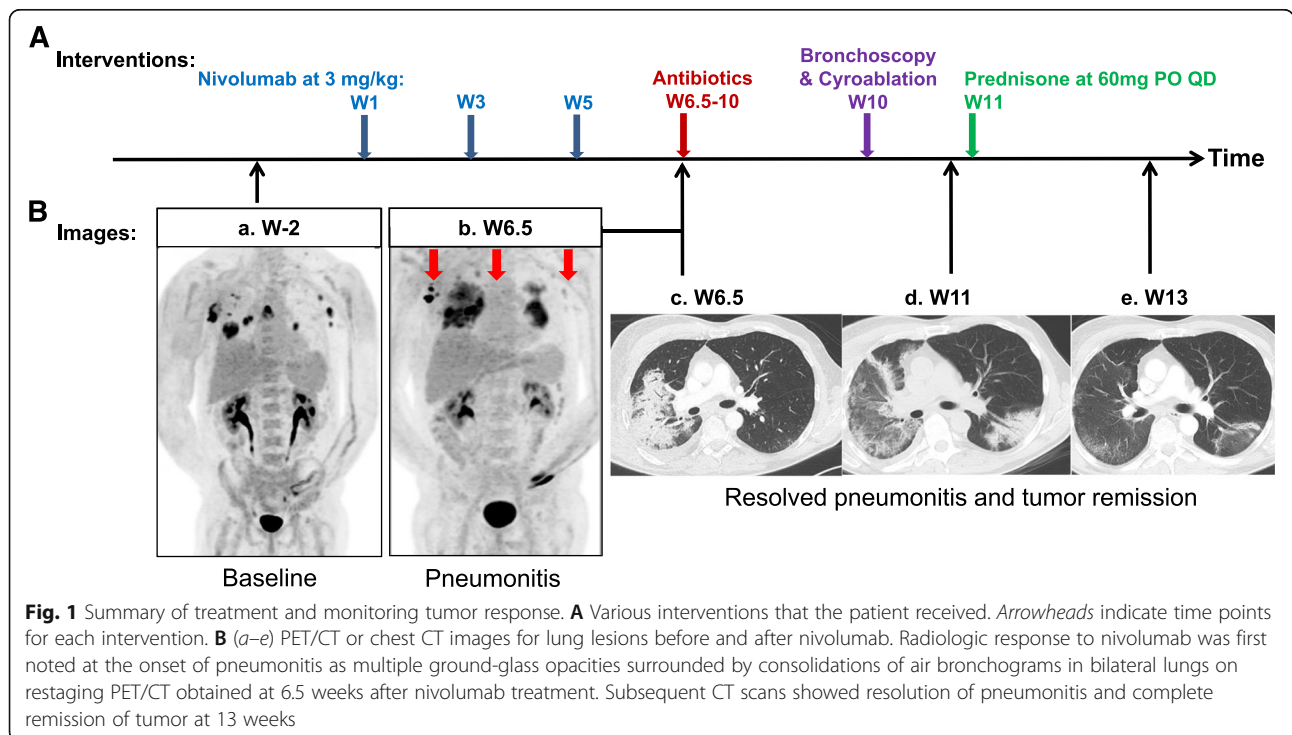 A
Interventions:
Nivolumab at 3 mg/kg:
W1
W3
W5
Antibiotics
W6.5-10
Bronchoscopy
& Cyroablation
W10
Prednisone at 60mg PO QD
W11
Time
B
Images:
a. W-2
b. W6.5
c. W6.5
d. W11
e. W13
Baseline
Pneumonitis
Resolved pneumonitis and tumor remission
Fig. 1 Summary of treatment and monitoring tumor response. A Various interventions that the patient received. Arrowheads indicate time points
for each intervention. B (a–e) PET/CT or chest CT images for lung lesions before and after nivolumab. Radiologic response to nivolumab was first
noted at the onset of pneumonitis as multiple ground-glass opacities surrounded by consolidations of air bronchograms in bilateral lungs on
restaging PET/CT obtained at 6.5 weeks after nivolumab treatment. Subsequent CT scans showed resolution of pneumonitis and complete
remission of tumor at 13 weeks